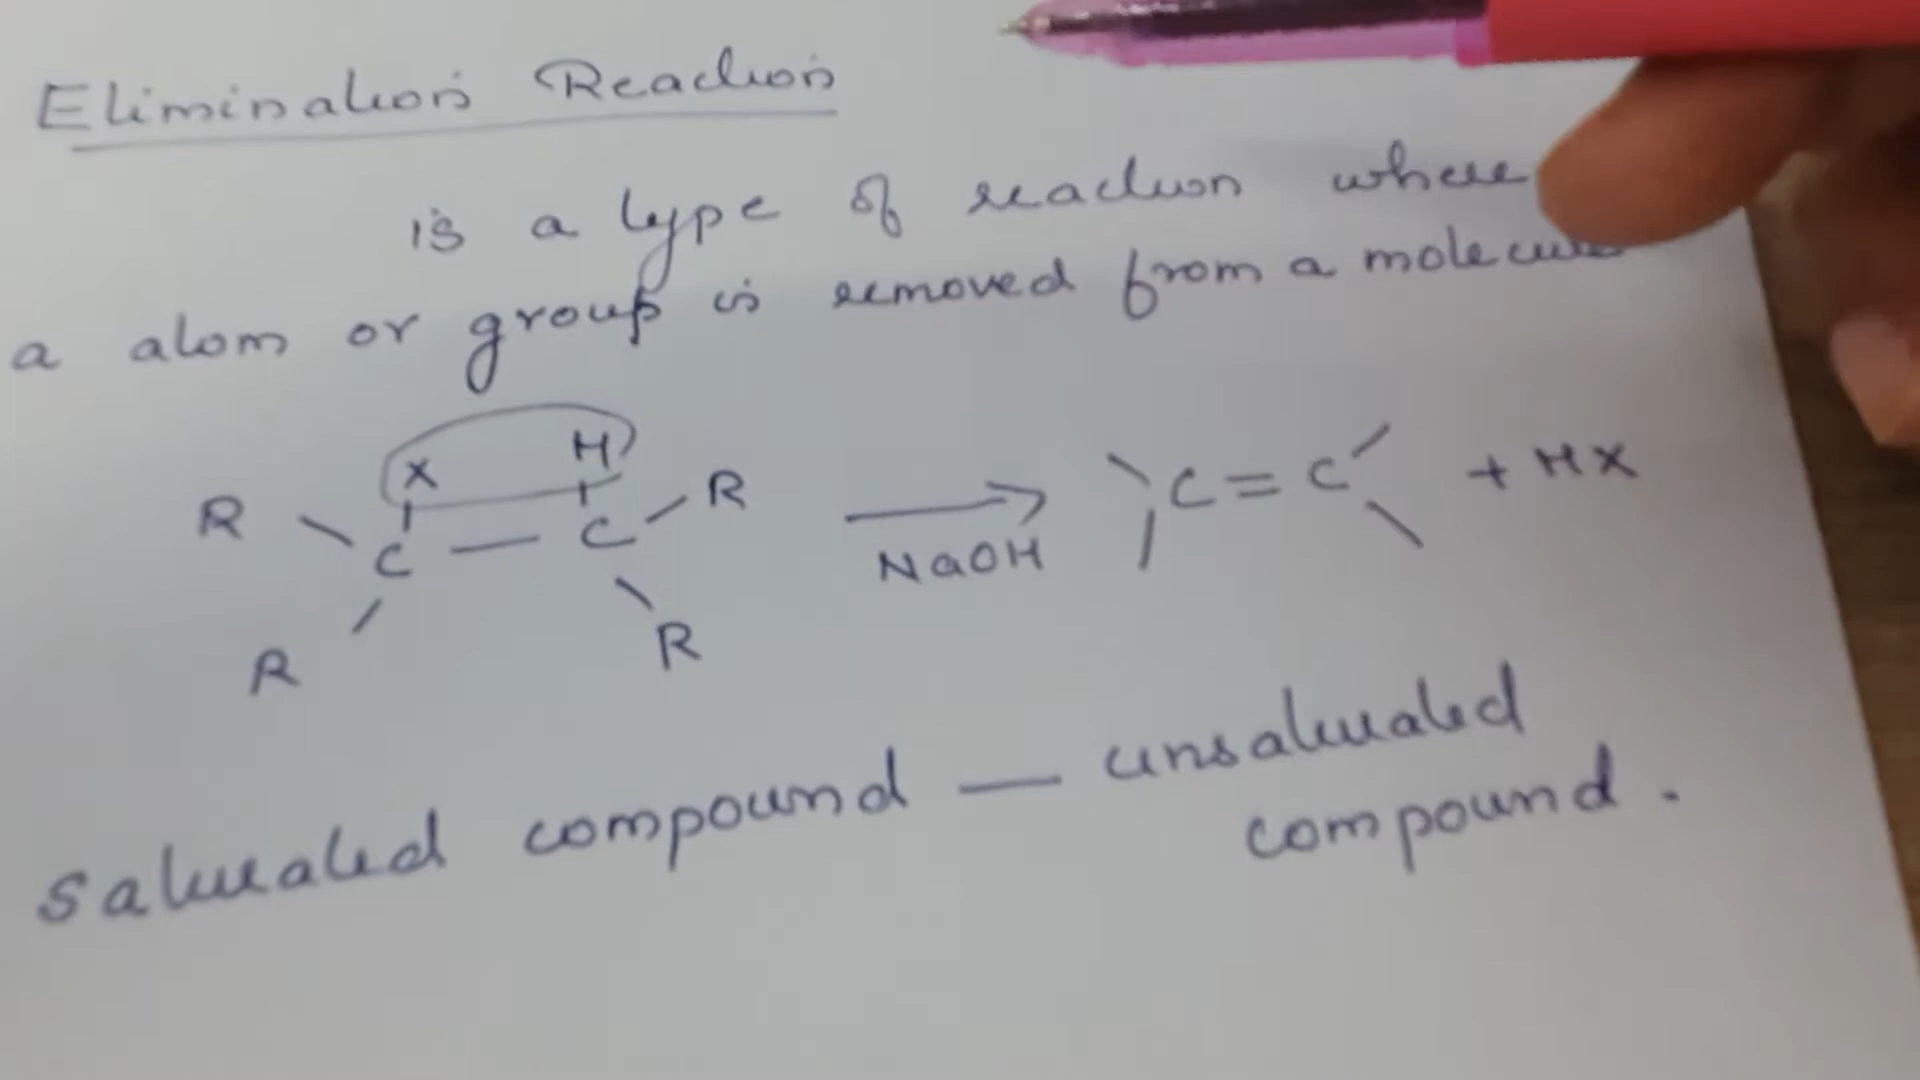 Elimination Reaction
is a type of reaction where
a atom or group is removed from a molecule
X H
R C — C R
R R
NaOH
C = C + HX
saturated compound — unsaturated
compound.